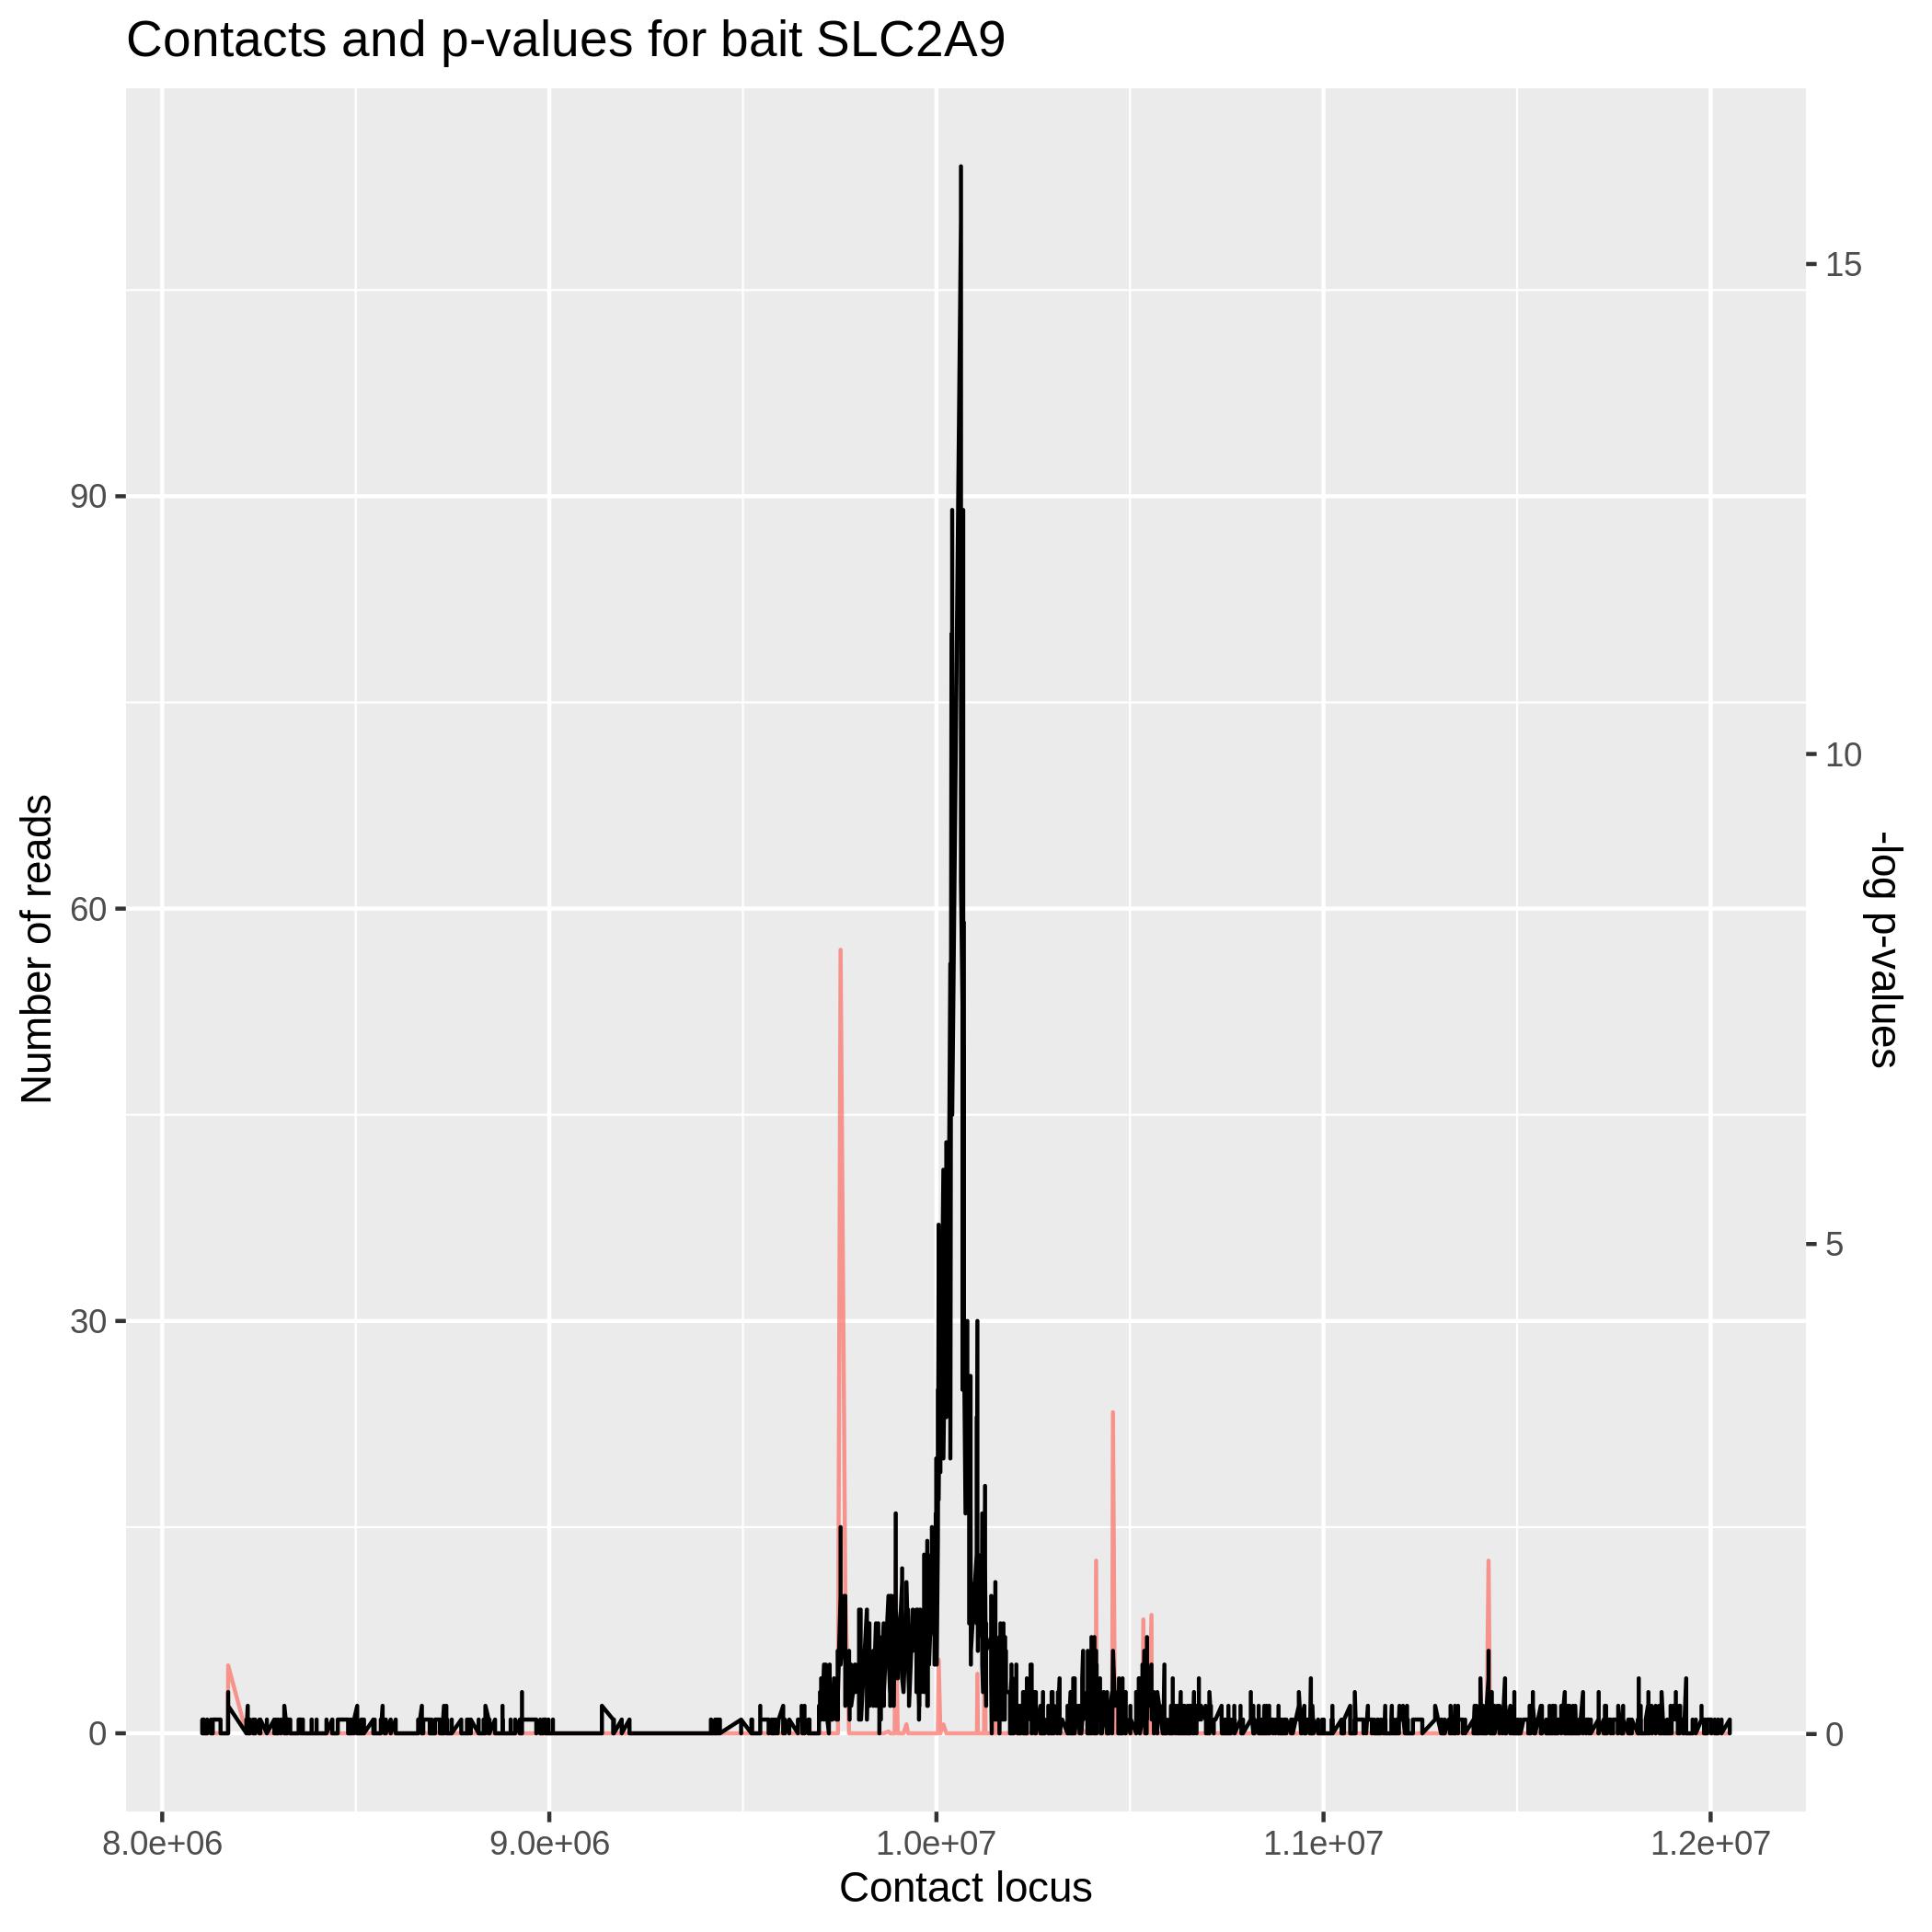 Contacts and p-values for bait SLC2A9
Number of reads
90
60
30
0
15
10
5
0
-log p-values
8.0e+06
9.0e+06
1.0e+07
1.1e+07
1.2e+07
Contact locus